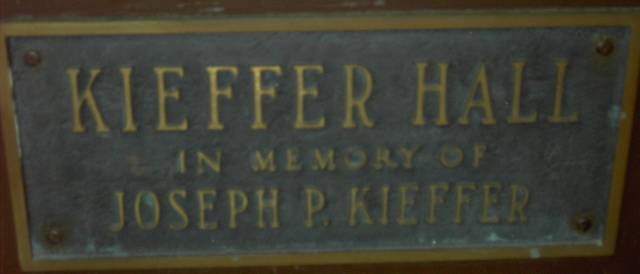 KIEFFER HALL
IN MEMORY OF
JOSEPH P. KIEFFER